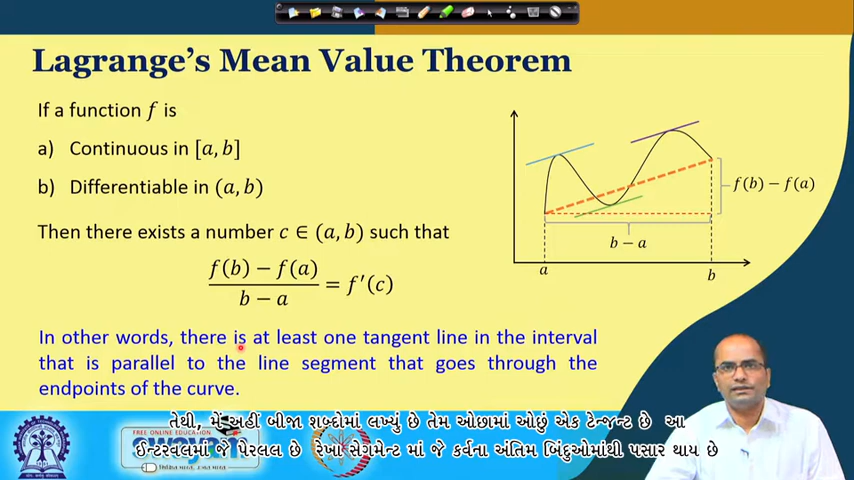 Lagrange's Mean Value Theorem
If a function f is
a) Continuous in [a, b]
b) Differentiable in (a, b)
Then there exists a number c ∈ (a, b) such that
f(b) − f(a)
= f′(c)
b − a
f(b) − f(a)
b − a
a
b
In other words, there is at least one tangent line in the interval
that is parallel to the line segment that goes through the
endpoints of the curve.
FREE ONLINE EDUCATION
swayam
તેથી, મેં અહીં બીજા શબ્દોમાં લખ્યું છે તેમ ઓછામાં ઓછું એક ટેન્જન્ટ છે આ
ઈન્ટરવલમાં જે પેરલલ છે રેખા સેગમેન્ટ માં જે કર્વના અંતિમ બિંદુઓમાંથી પસાર થાય છે